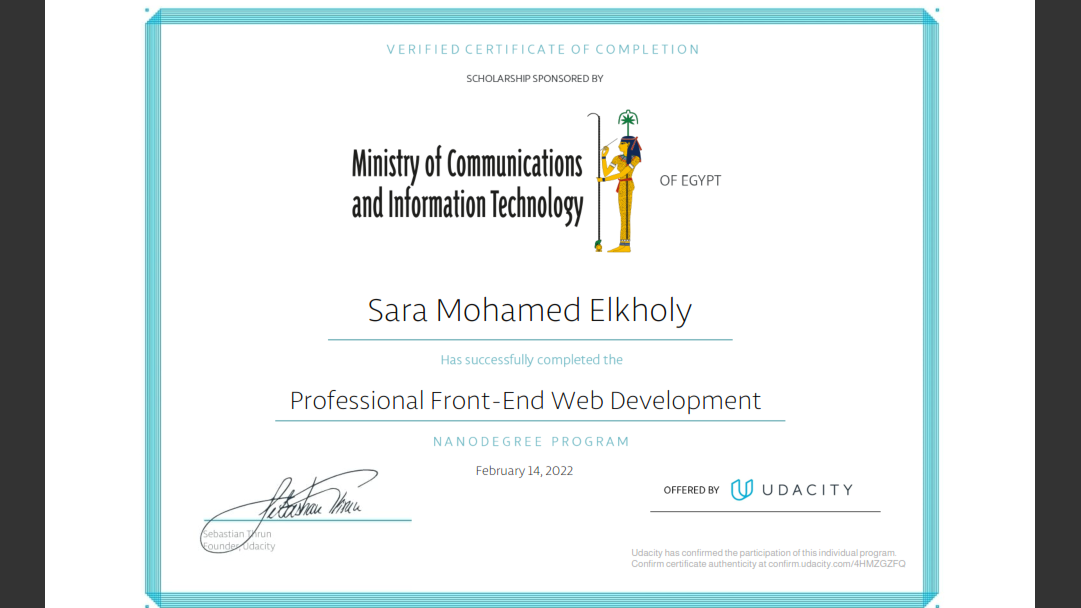 VERIFIED CERTIFICATE OF COMPLETION
SCHOLARSHIP SPONSORED BY
Ministry of Communications
and Information Technology
OF EGYPT
Sara Mohamed Elkholy
Has successfully completed the
Professional Front-End Web Development
NANODEGREE PROGRAM
February 14, 2022
OFFERED BY UDACITY
Sebastian Thrun
Sebastian Thrun
Founder, Udacity
Udacity has confirmed the participation of this individual program.
Confirm certificate authenticity at confirm.udacity.com/4HMZGZFQ